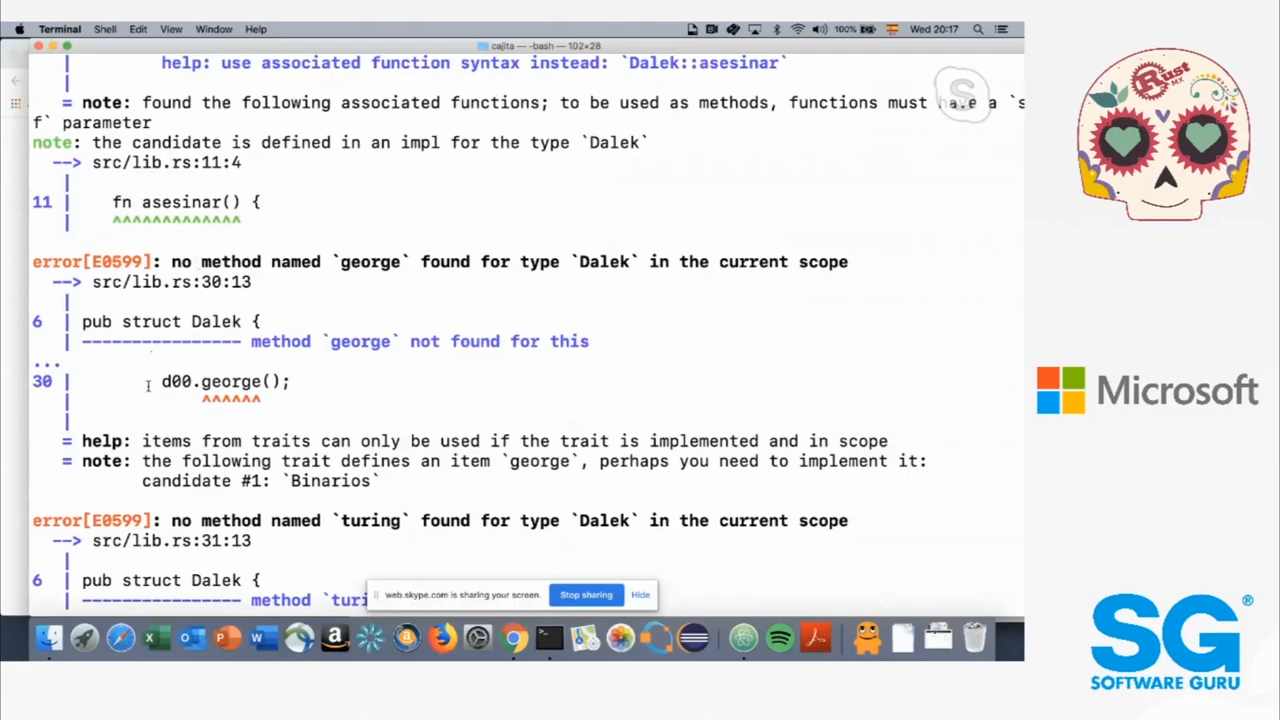 Terminal Shell Edit View Window Help 100% Wed 20:17
cajita — -bash — 102×28
help: use associated function syntax instead: `Dalek::asesinar`
= note: found the following associated functions; to be used as methods, functions must have a `s
f` parameter
note: the candidate is defined in an impl for the type `Dalek`
--> src/lib.rs:11:4
11 | fn asesinar() {
^^^^^^^^^^^^^
error[E0599]: no method named `george` found for type `Dalek` in the current scope
--> src/lib.rs:30:13
6 | pub struct Dalek {
| ---------------- method `george` not found for this
...
30 | d00.george();
^^^^^^
= help: items from traits can only be used if the trait is implemented and in scope
= note: the following trait defines an item `george`, perhaps you need to implement it:
candidate #1: `Binarios`
error[E0599]: no method named `turing` found for type `Dalek` in the current scope
--> src/lib.rs:31:13
6 | pub struct Dalek {
| ---------------- method `turi
web.skype.com is sharing your screen. Stop sharing Hide
Rust MX
Microsoft
SG®
SOFTWARE GURU